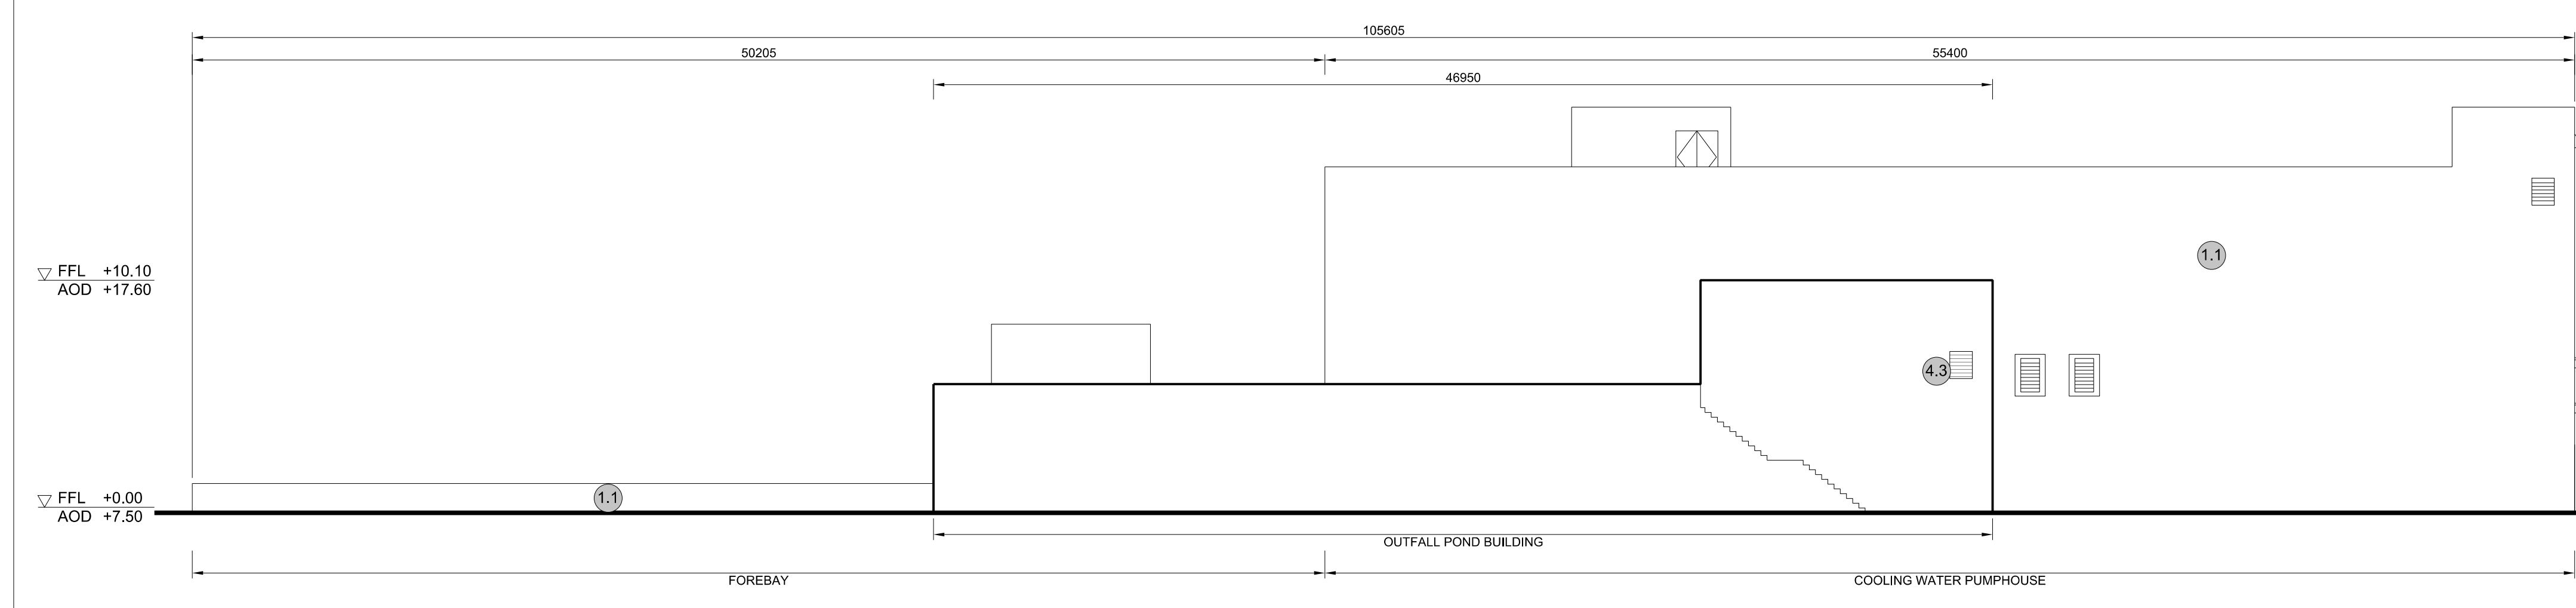 105605
50205
55400
46950
1.1
FFL +10.10
AOD +17.60
4.3
FFL +0.00
AOD +7.50
1.1
OUTFALL POND BUILDING
FOREBAY
COOLING WATER PUMPHOUSE